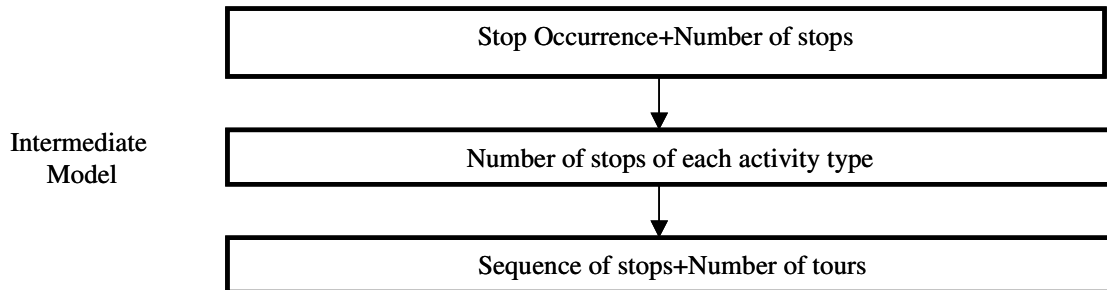 Stop Occurrence+Number of stops
Intermediate
Model
Number of stops of each activity type
Sequence of stops+Number of tours